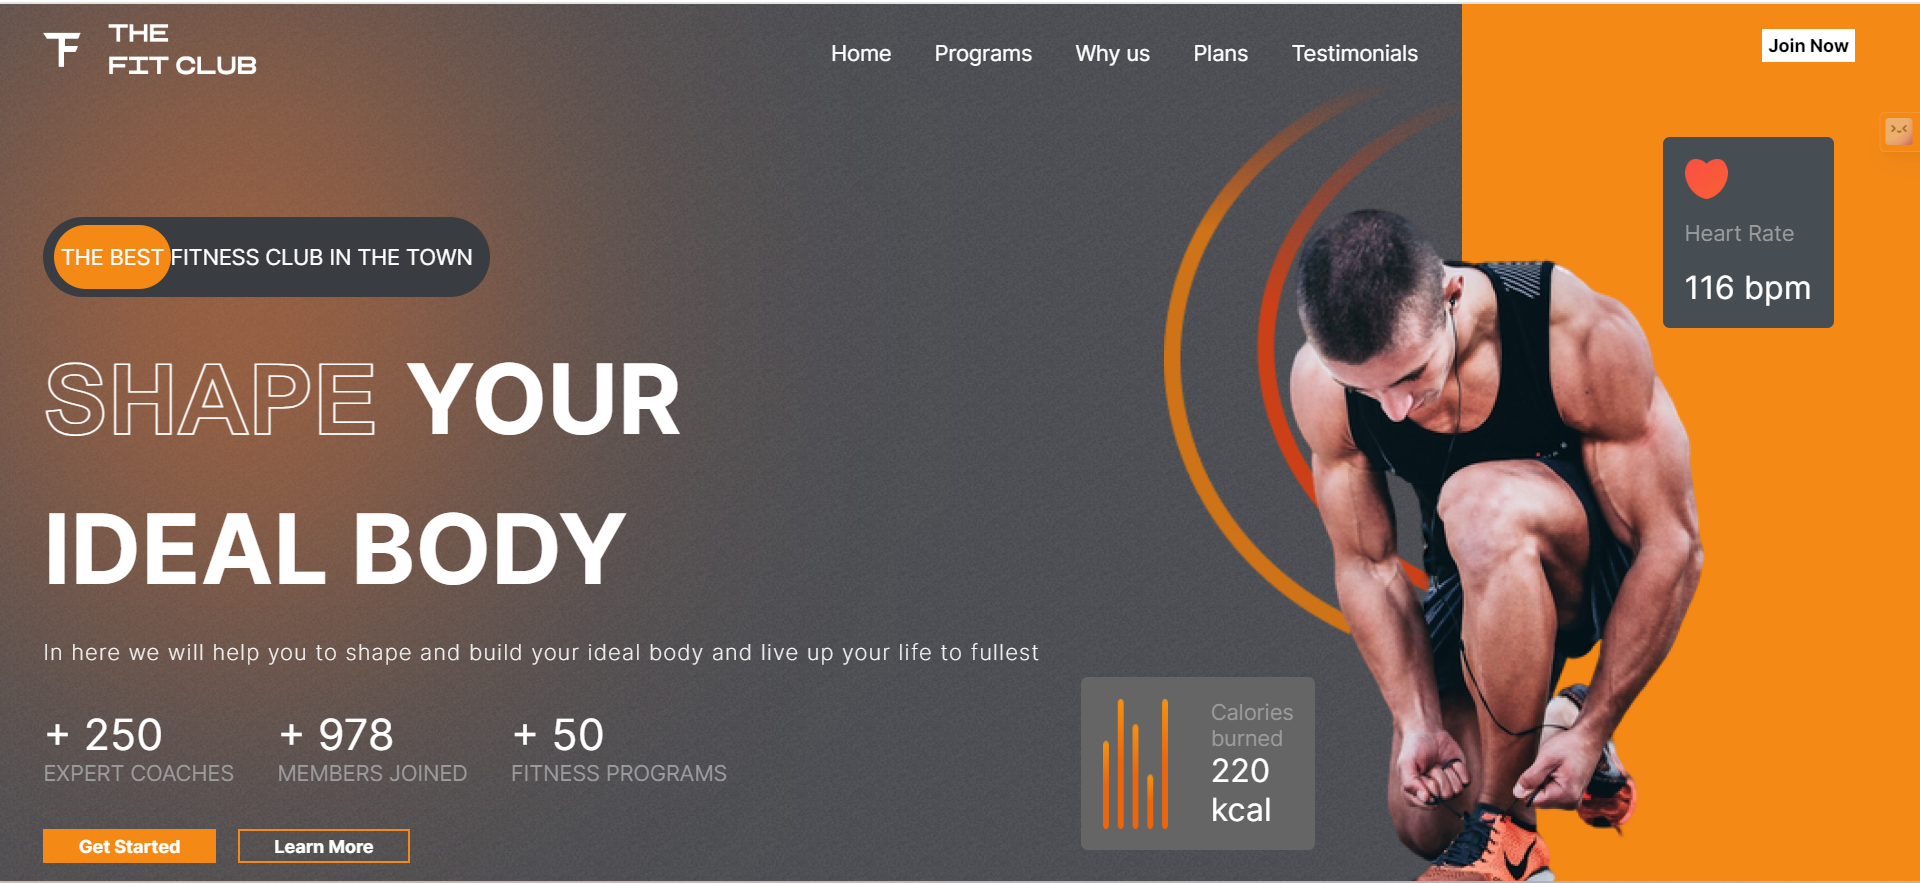 THE
FIT CLUB
Home
Programs
Why us
Plans
Testimonials
Join Now
THE BEST FITNESS CLUB IN THE TOWN
SHAPE YOUR
IDEAL BODY
In here we will help you to shape and build your ideal body and live up your life to fullest
+ 250
EXPERT COACHES
+ 978
MEMBERS JOINED
+ 50
FITNESS PROGRAMS
Get Started
Learn More
Heart Rate
116 bpm
Calories
burned
220
kcal